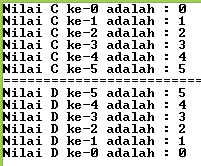 Nilai C ke-0 adalah : 0
Nilai C ke-1 adalah : 1
Nilai C ke-2 adalah : 2
Nilai C ke-3 adalah : 3
Nilai C ke-4 adalah : 4
Nilai C ke-5 adalah : 5
=========================
Nilai D ke-5 adalah : 5
Nilai D ke-4 adalah : 4
Nilai D ke-3 adalah : 3
Nilai D ke-2 adalah : 2
Nilai D ke-1 adalah : 1
Nilai D ke-0 adalah : 0